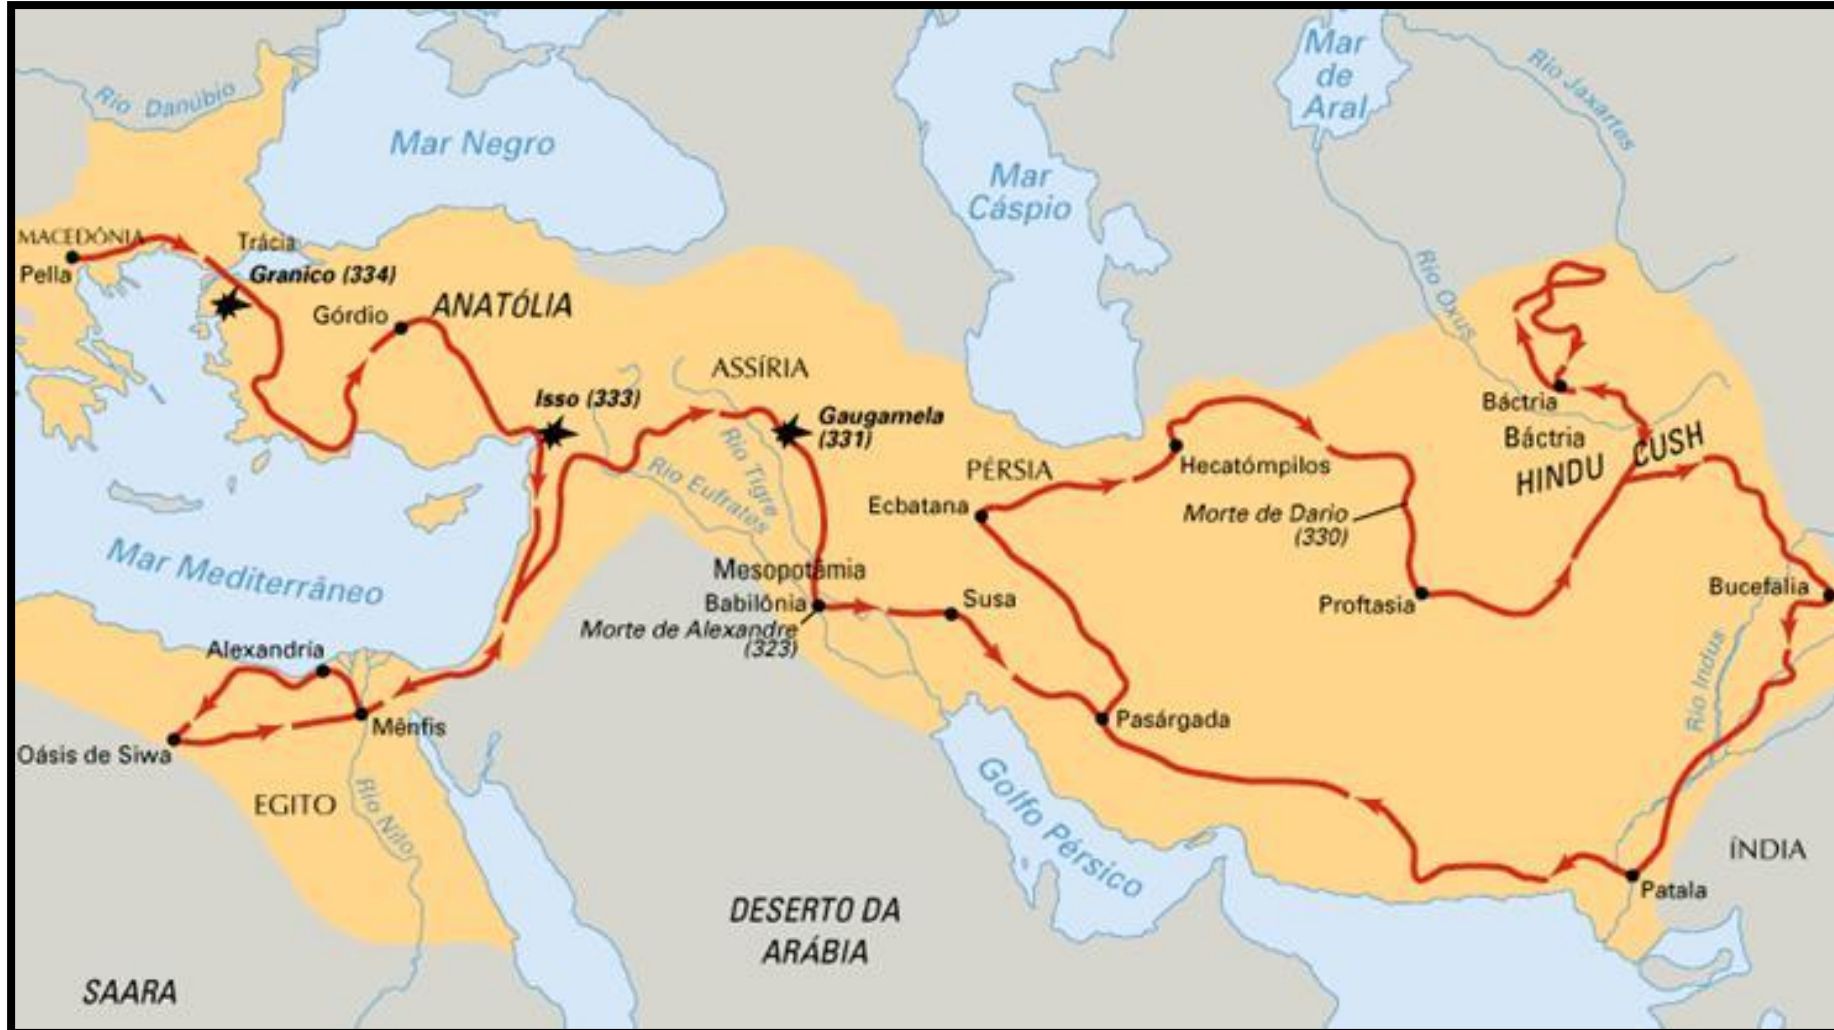 Mar
de
Aral
Rio Jaxartes
Rio Danúbio
Mar Negro
Mar
Cáspio
MACEDÔNIA
Pella
Trácia
Granico (334)
Górdio
ANATÓLIA
Rio Oxus
ASSÍRIA
Isso (333)
Gaugamela
(331)
Báctria
Báctria
HINDU CUSH
Rio Tigre
Rio Eufrates
PÉRSIA
Hecatómpilos
Ecbatana
Morte de Dario
(330)
Mar Mediterrâneo
Mesopotâmia
Babilônia
Morte de Alexandre
(323)
Susa
Proftasia
Bucefália
Alexandria
Rio Indus
Mênfis
Pasárgada
Oásis de Siwa
EGITO
Rio Nilo
Golfo Pérsico
ÍNDIA
Patala
DESERTO DA
ARÁBIA
SAARA